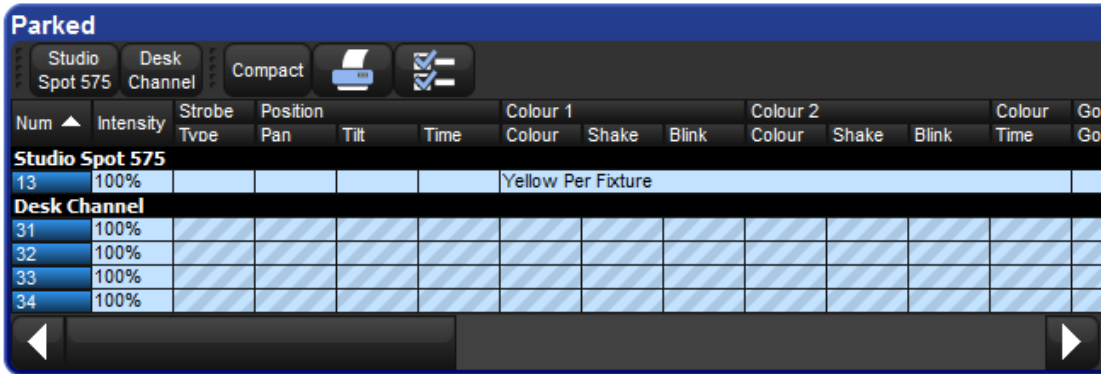 Parked
Studio Spot 575 Desk Channel Compact
Num Intensity Strobe Position Colour 1 Colour 2 Colour Go
Type Pan Tilt Time Colour Shake Blink Colour Shake Blink Time Go
Studio Spot 575
13 100% Yellow Per Fixture
Desk Channel
31 100%
32 100%
33 100%
34 100%